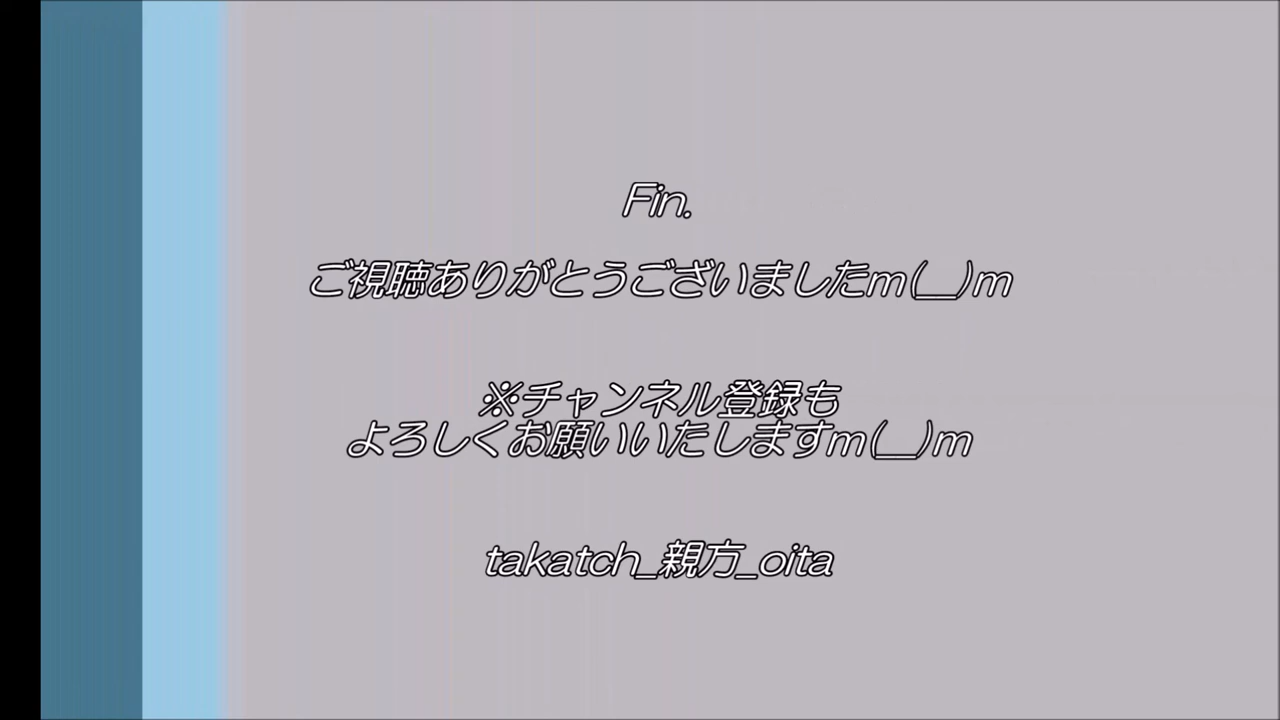 Fin.
ご視聴ありがとうございましたm(__)m
※チャンネル登録も
よろしくお願いいたしますm(__)m
takatch_親方_oita